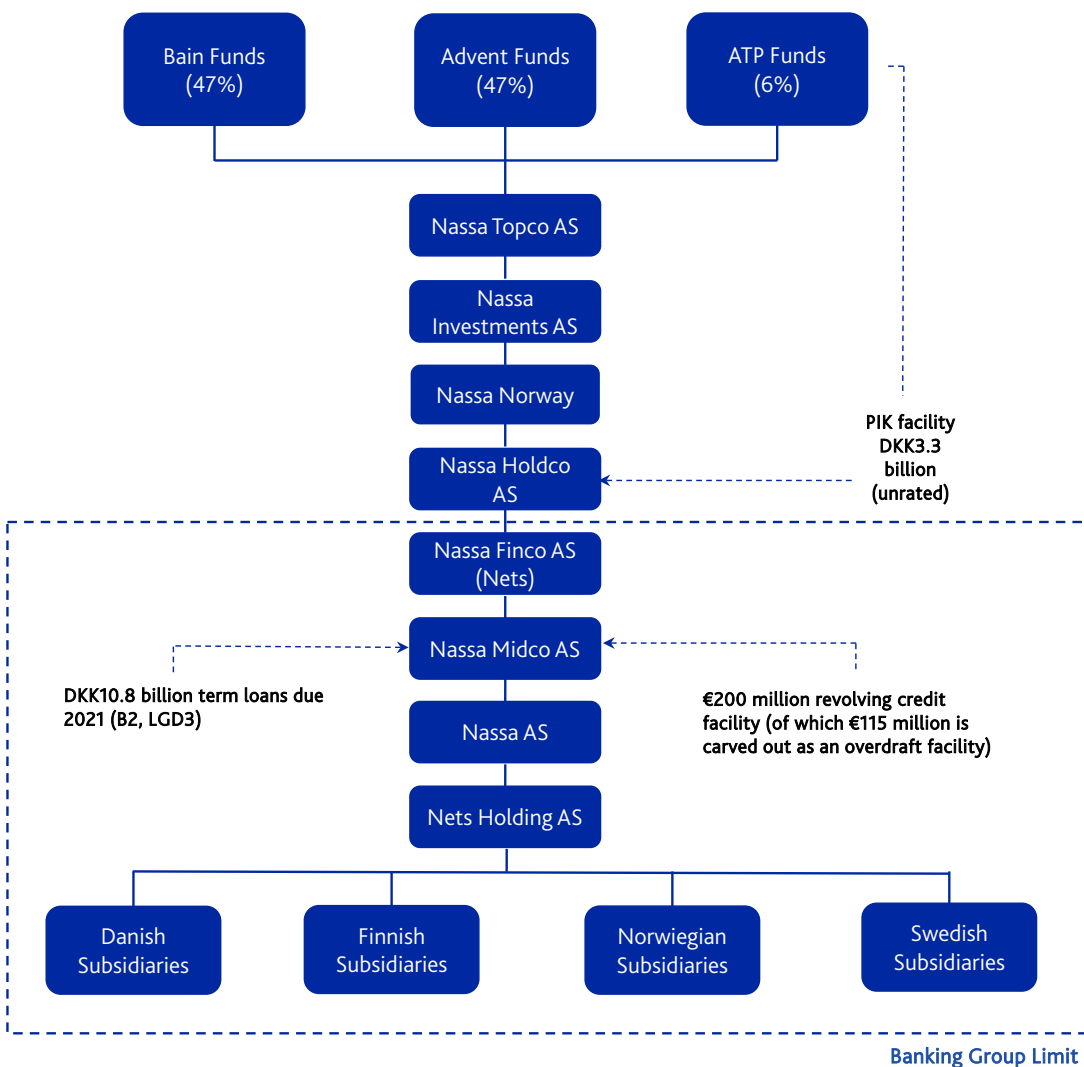 Bain Funds
(47%)
Advent Funds
(47%)
ATP Funds
(6%)
Nassa Topco AS
Nassa
Investments AS
Nassa Norway
PIK facility
DKK3.3
billion
(unrated)
Nassa Holdco
AS
Nassa Finco AS
(Nets)
Nassa Midco AS
DKK10.8 billion term loans due
2021 (B2, LGD3)
€200 million revolving credit
facility (of which €115 million is
carved out as an overdraft facility)
Nassa AS
Nets Holding AS
Danish
Subsidiaries
Finnish
Subsidiaries
Norwiegian
Subsidiaries
Swedish
Subsidiaries
Banking Group Limit